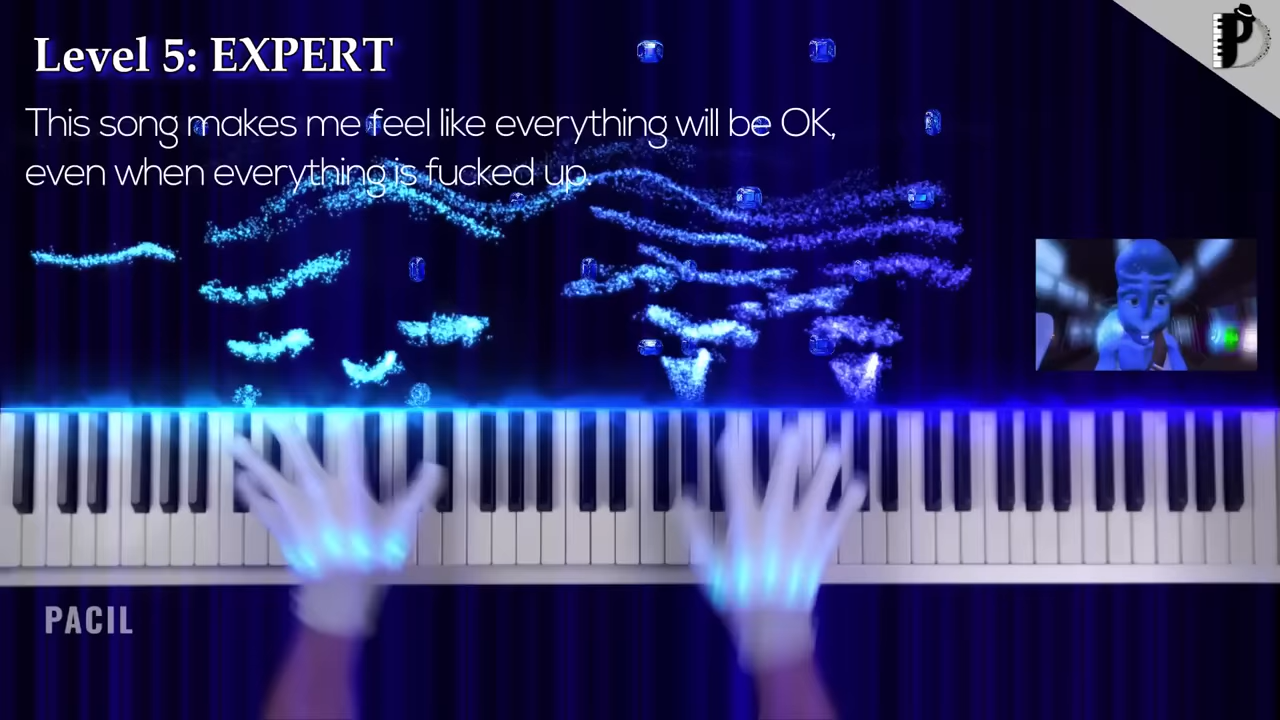 Level 5: EXPERT
This song makes me feel like everything will be OK,
even when everything is fucked up.
PACIL